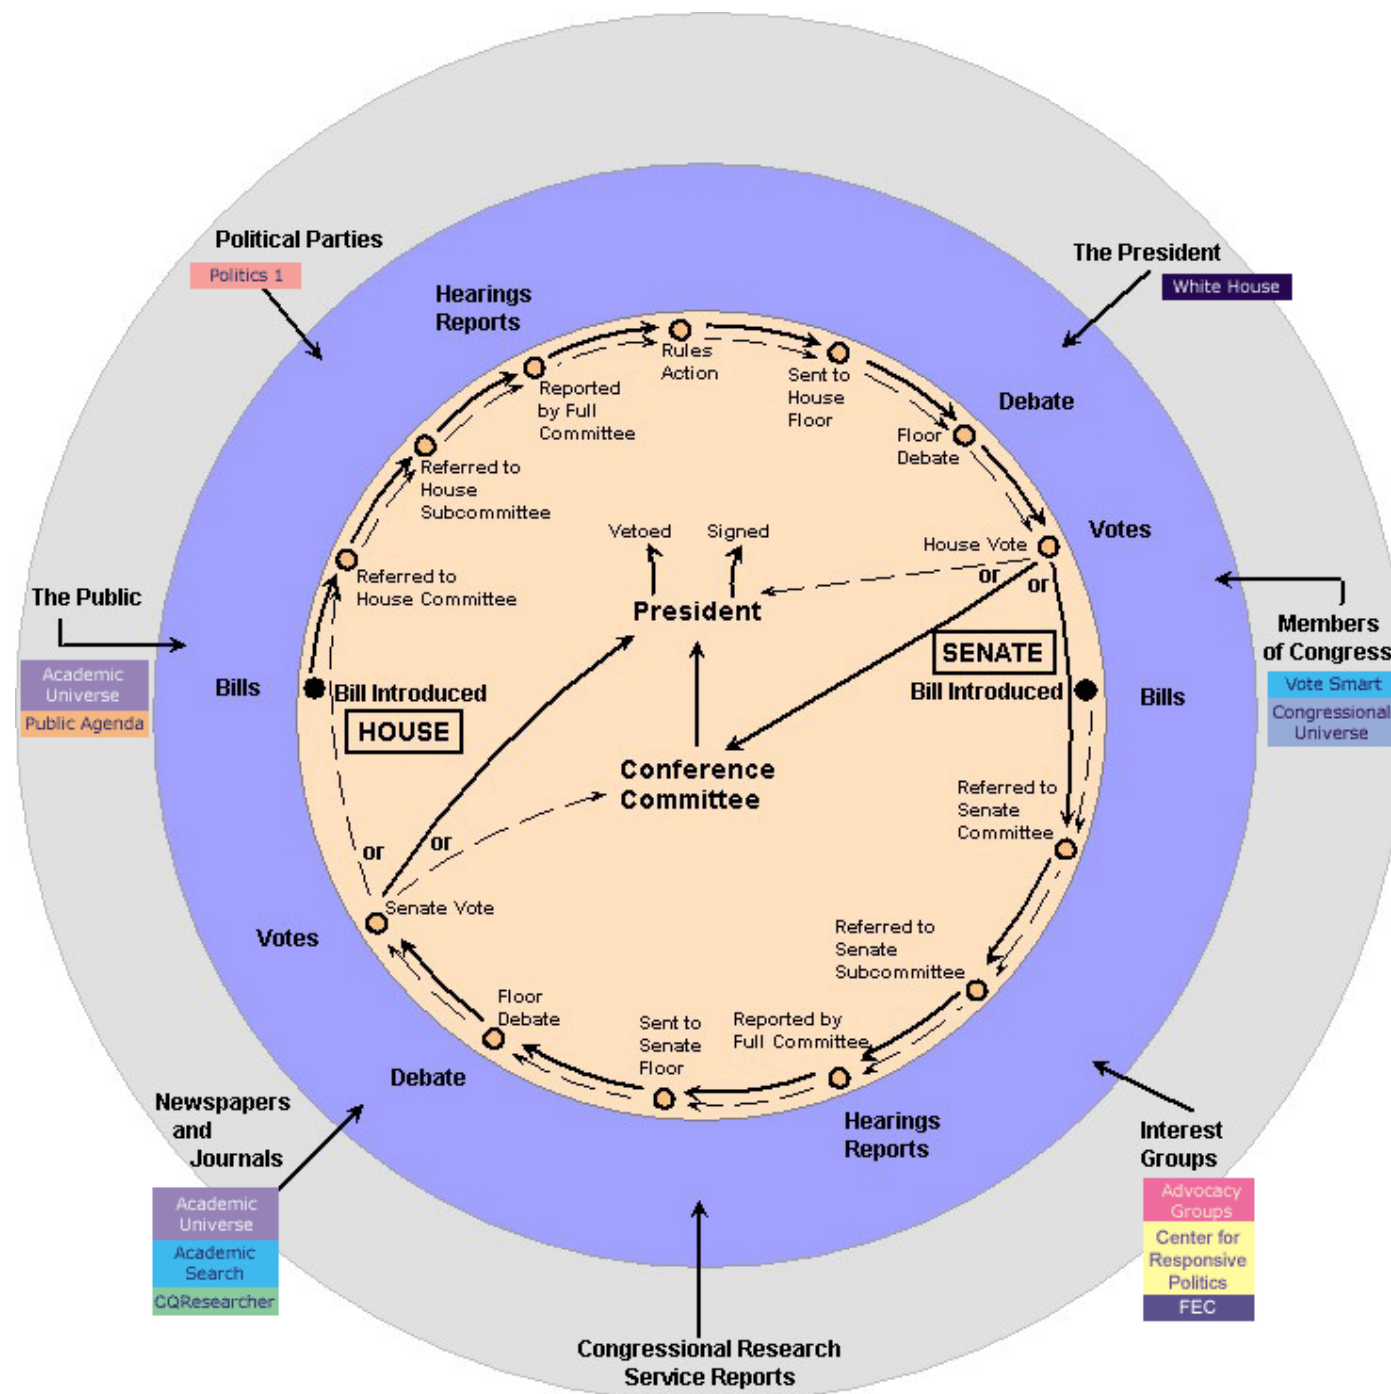 Political Parties
Politics 1
The President
White House
Hearings
Reports
Debate
Votes
Rules
Action
Reported
by Full
Committee
Sent to
House
Floor
Floor
Debate
Referred to
House
Subcommittee
House Vote
Vetoed
Signed
or
or
Referred to
House Committee
The Public
Academic
Universe
Public Agenda
President
SENATE
Bill Introduced
Members
of Congress
Vote Smart
Congressional
Universe
Bills
Bill Introduced
HOUSE
Bills
Conference
Committee
Referred to
Senate
Committee
or
or
Senate Vote
Votes
Referred to
Senate
Subcommittee
Floor
Debate
Sent to
Senate
Floor
Reported by
Full Committee
Debate
Hearings
Reports
Newspapers
and
Journals
Academic
Universe
Academic
Search
CQResearcher
Interest
Groups
Advocacy
Groups
Center for
Responsive
Politics
FEC
Congressional Research
Service Reports